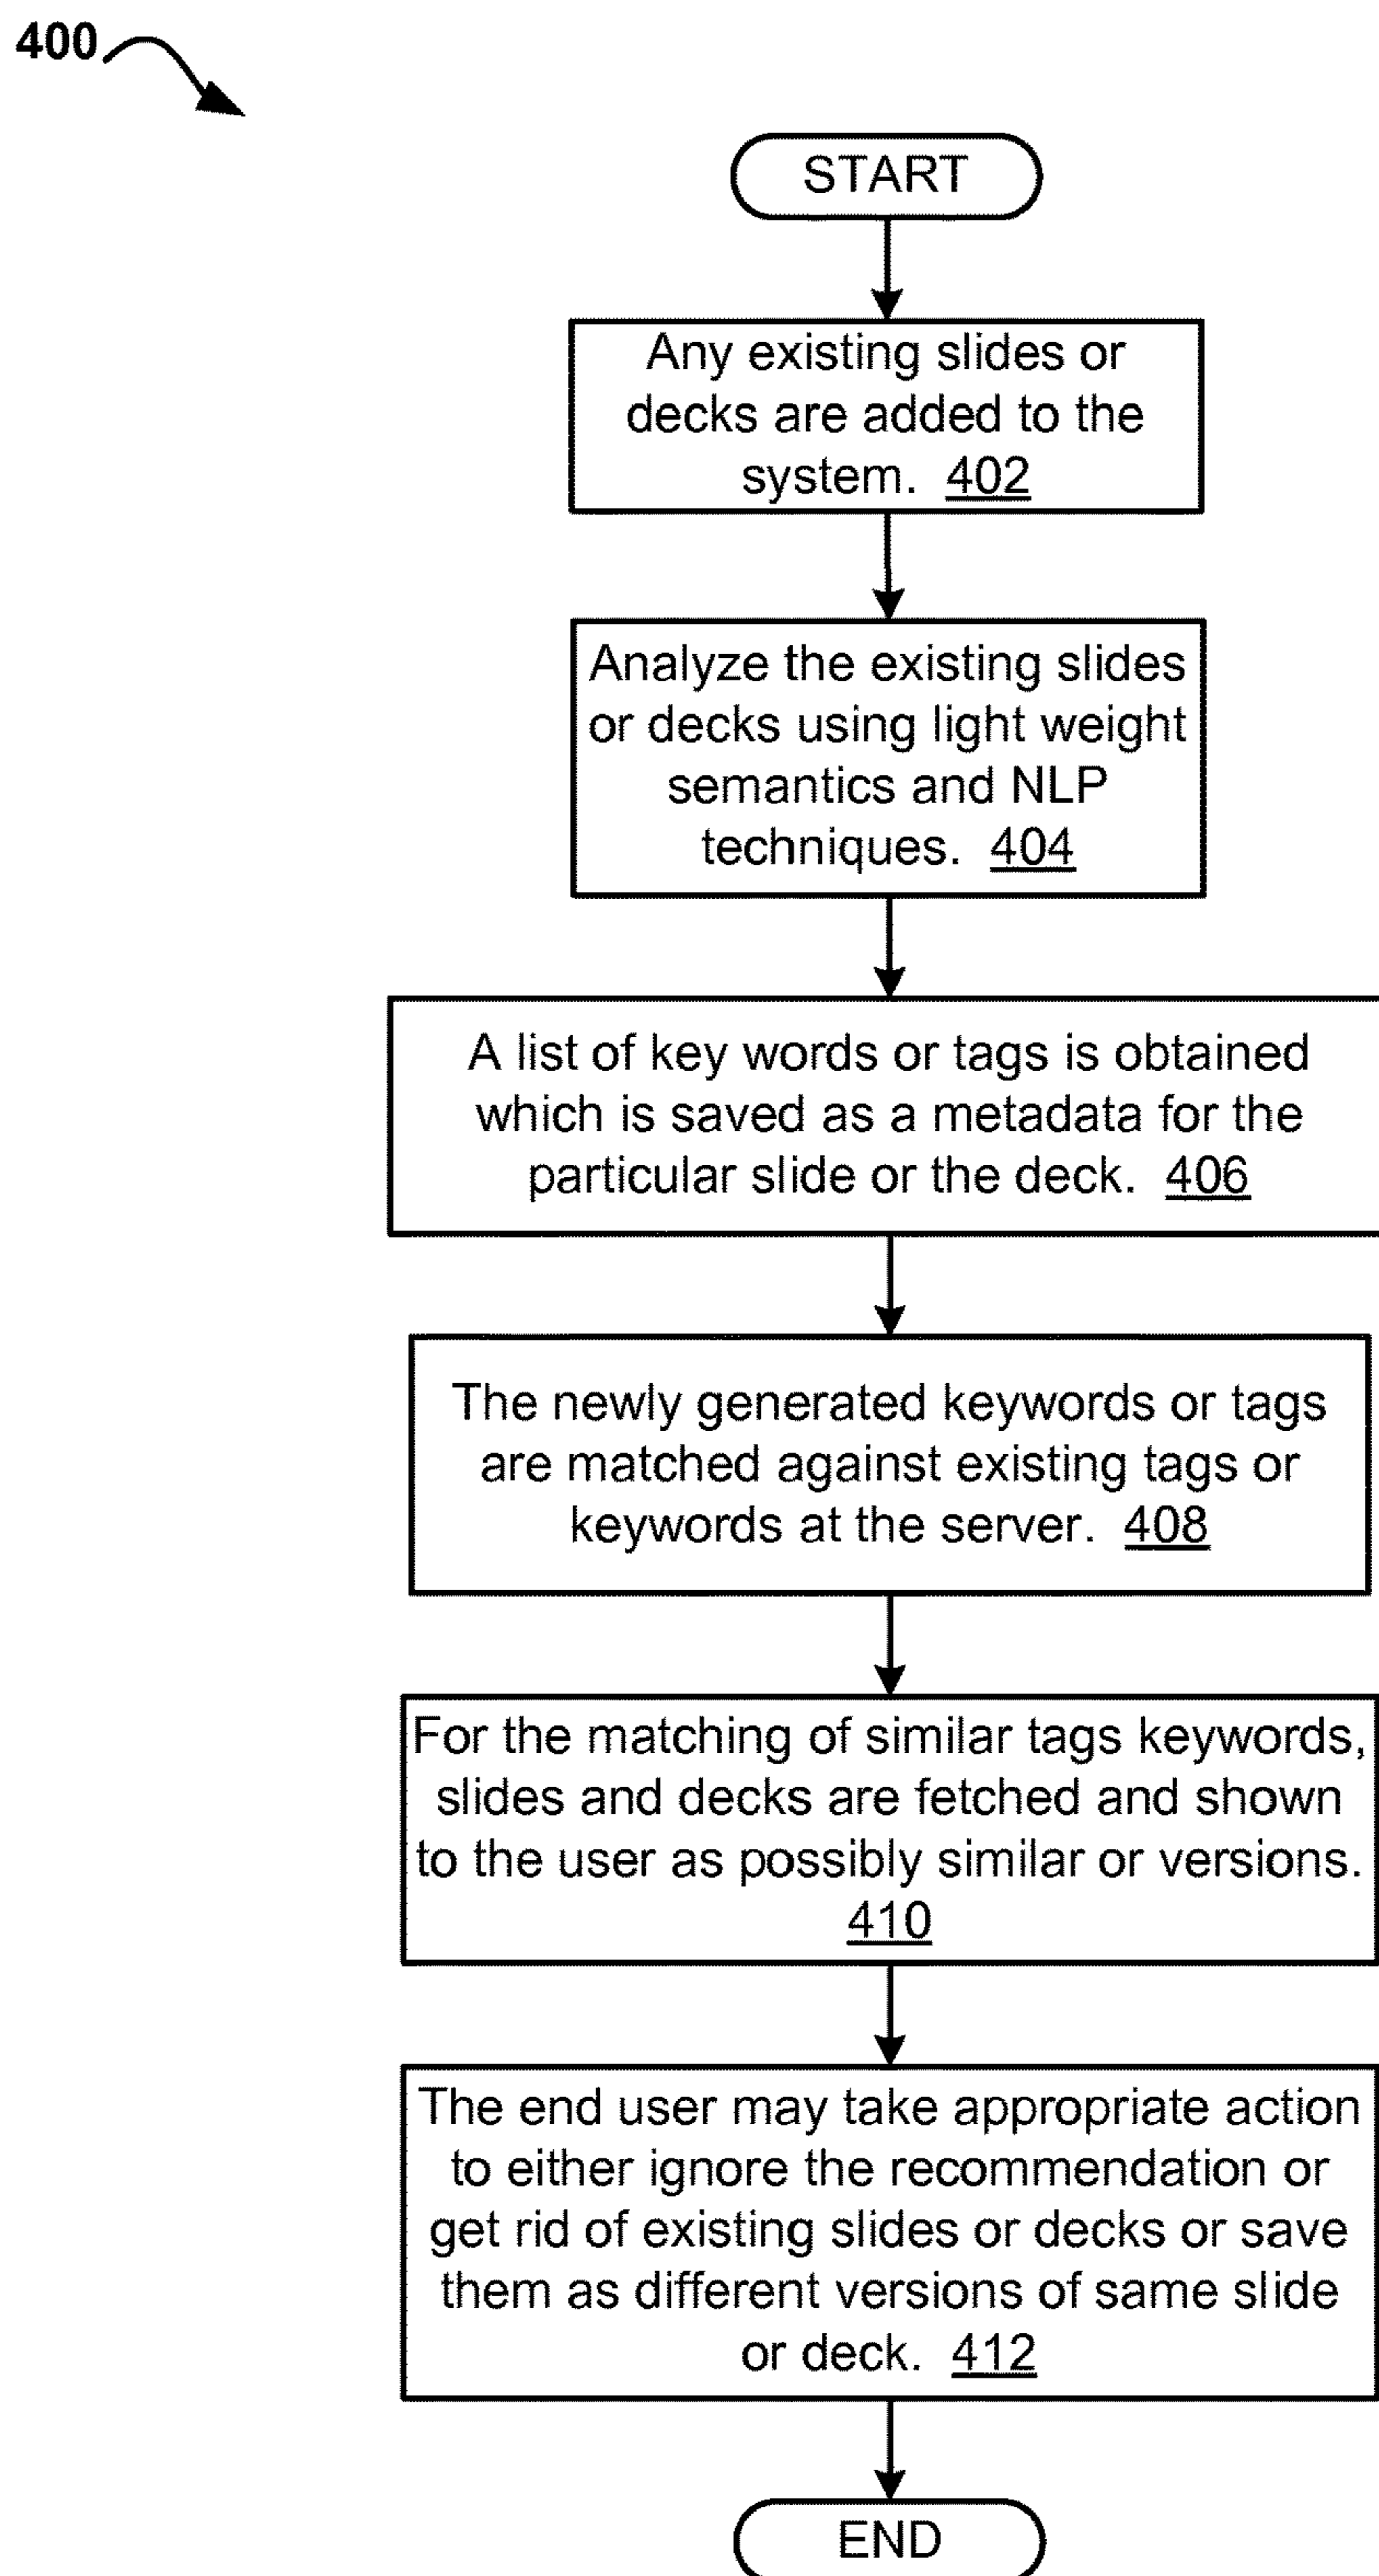 400
START
Any existing slides or
decks are added to the
system. 402
Analyze the existing slides
or decks using light weight
semantics and NLP
techniques. 404
A list of key words or tags is obtained
which is saved as a metadata for the
particular slide or the deck. 406
The newly generated keywords or tags
are matched against existing tags or
keywords at the server. 408
For the matching of similar tags keywords,
slides and decks are fetched and shown
to the user as possibly similar or versions.
410
The end user may take appropriate action
to either ignore the recommendation or
get rid of existing slides or decks or save
them as different versions of same slide
or deck. 412
END